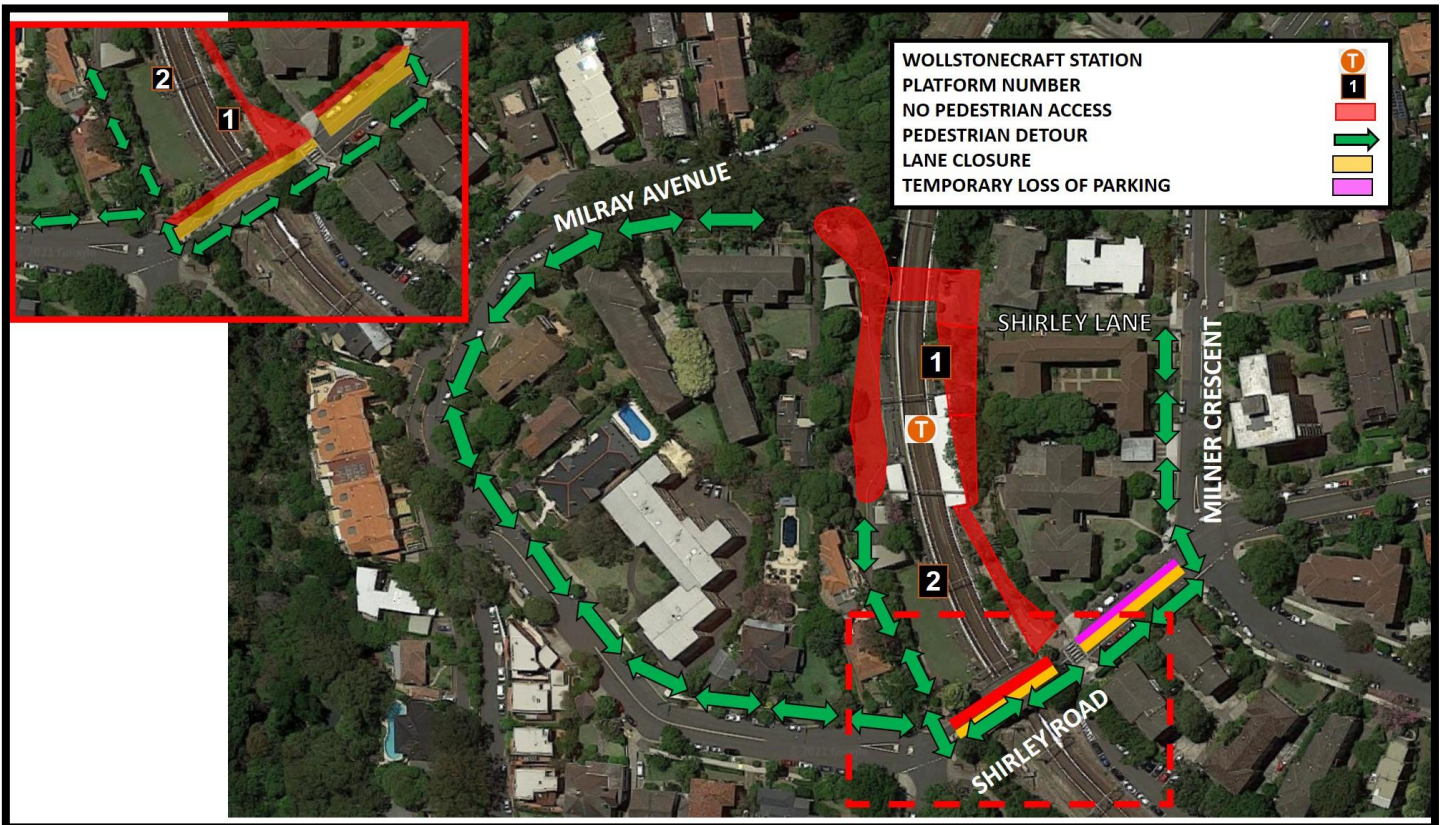 2
1
WOLLSTONECRAFT STATION T
PLATFORM NUMBER 1
NO PEDESTRIAN ACCESS
PEDESTRIAN DETOUR
LANE CLOSURE
TEMPORARY LOSS OF PARKING
MILRAY AVENUE
SHIRLEY LANE
MILNER CRESCENT
1
T
2
SHIRLEY ROAD